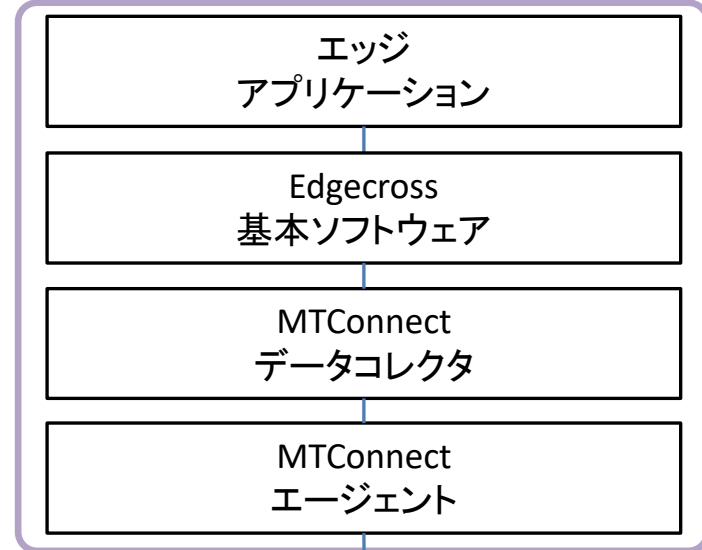 エッジ
アプリケーション
Edgecross
基本ソフトウェア
MTConnect
データコレクタ
MTConnect
エージェント